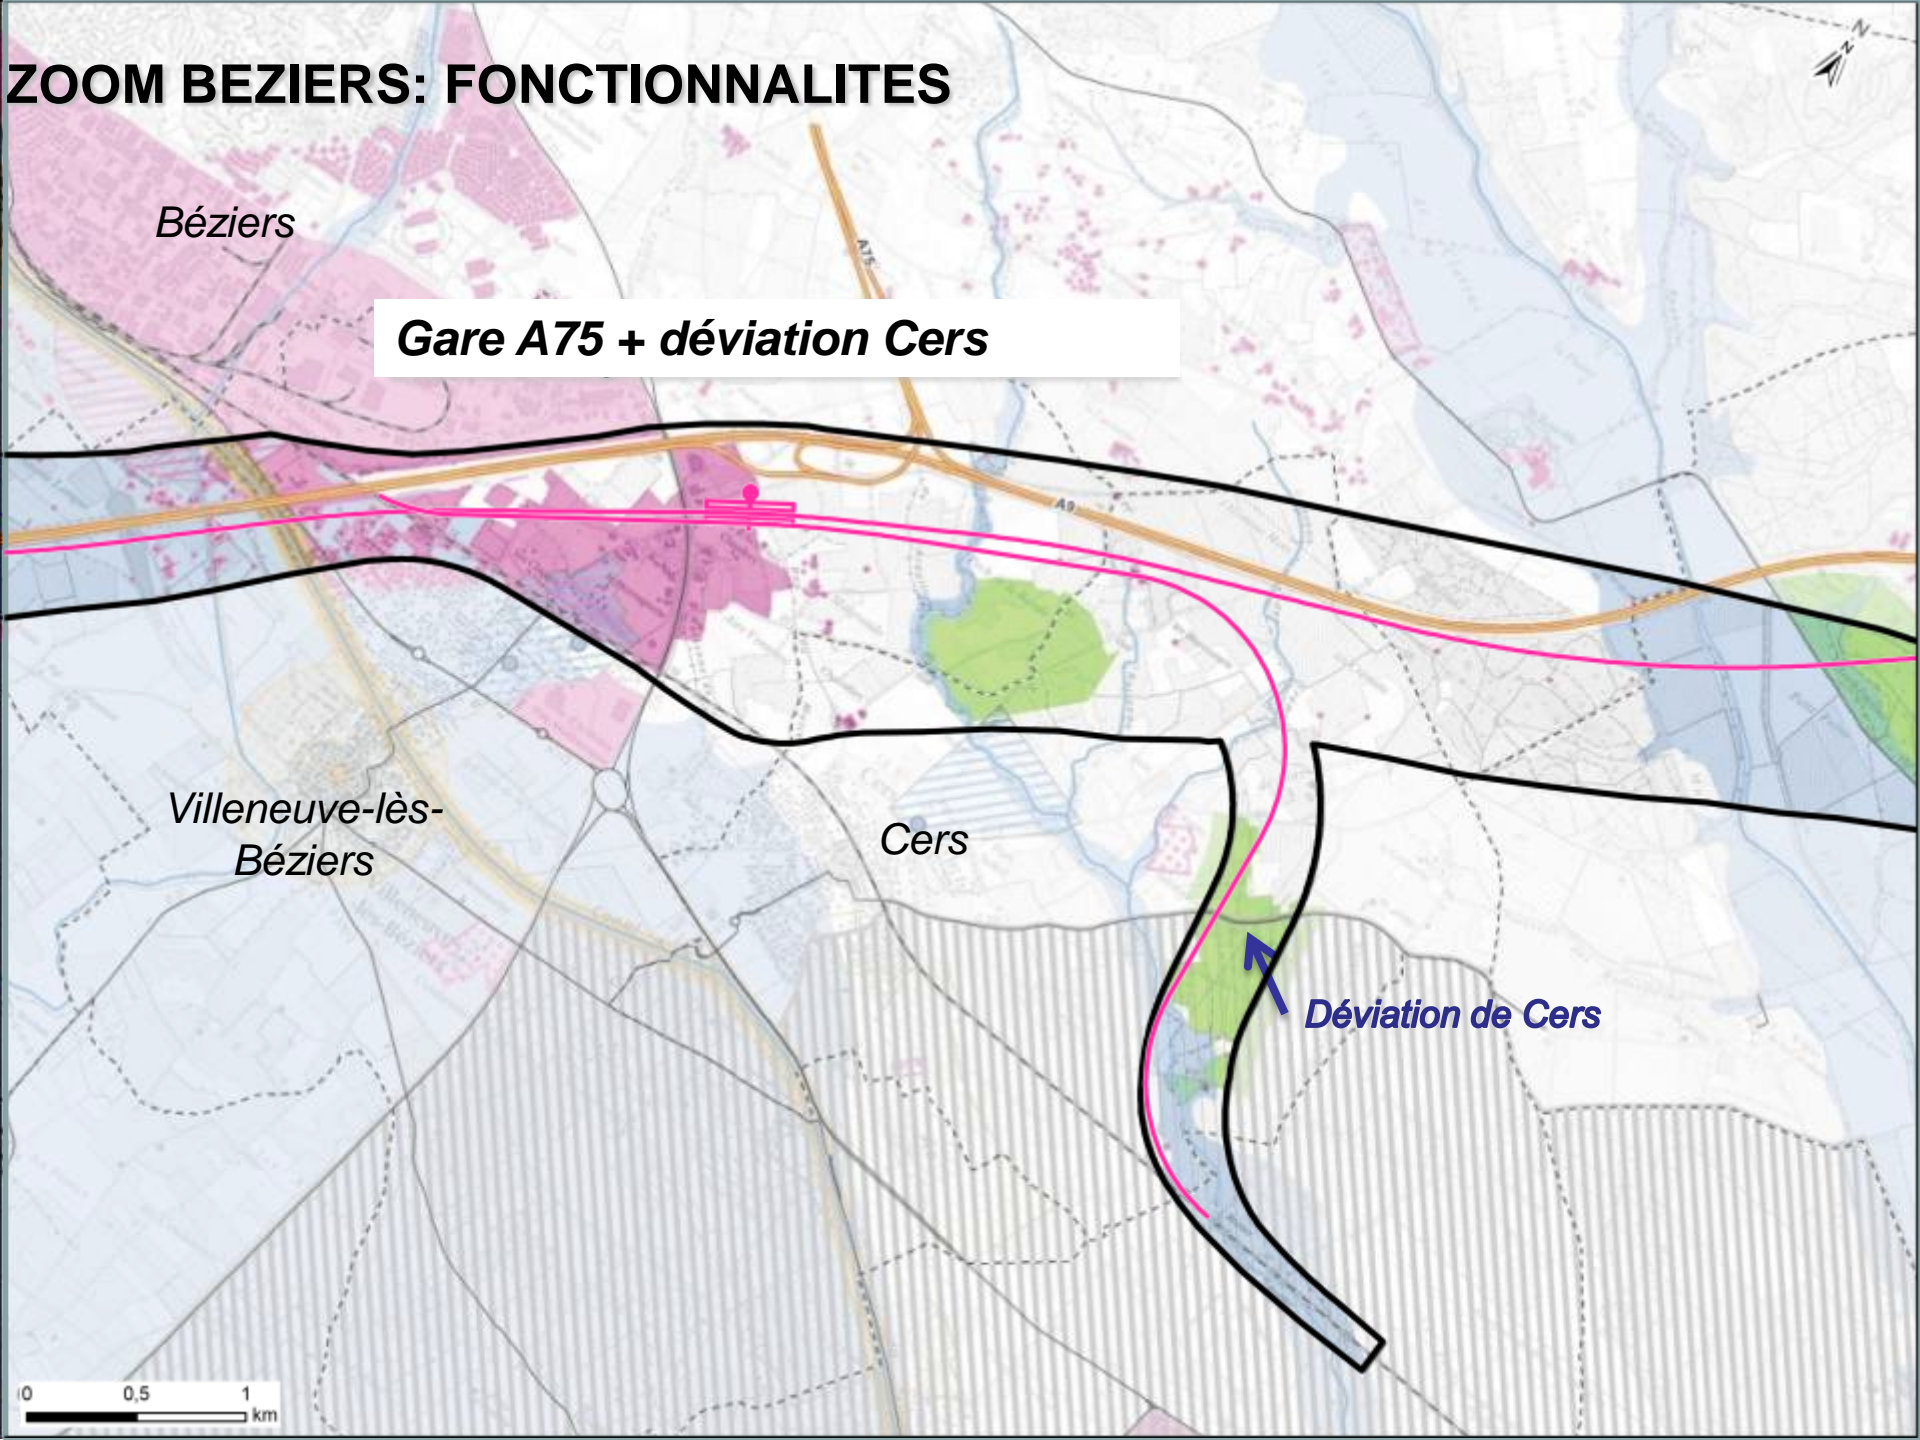 ZOOM BEZIERS: FONCTIONNALITES
N
Béziers
A75
Gare A75 + déviation Cers
A9
Villeneuve-lès-
Béziers
Cers
Déviation de Cers
0 0,5 1
km